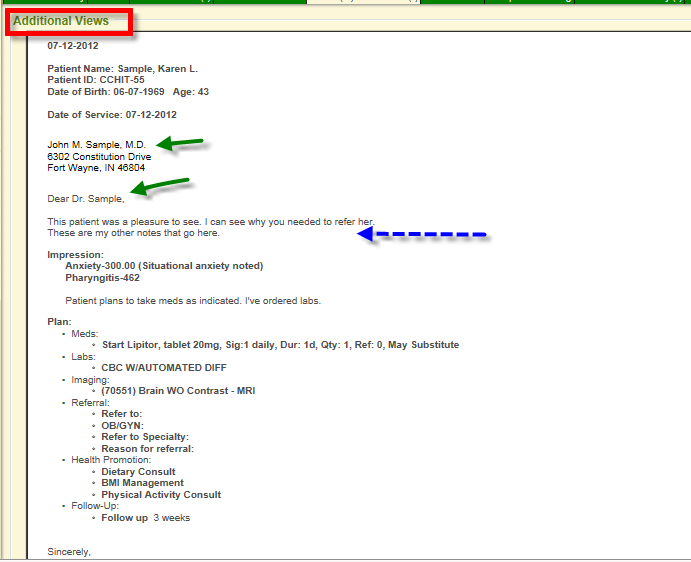 Additional Views
07-12-2012
Patient Name: Sample, Karen L.
Patient ID: CCHIT-55
Date of Birth: 06-07-1969 Age: 43
Date of Service: 07-12-2012
John M. Sample, M.D.
6302 Constitution Drive
Fort Wayne, IN 46804
Dear Dr. Sample,
This patient was a pleasure to see. I can see why you needed to refer her.
These are my other notes that go here.
Impression:
Anxiety-300.00 (Situational anxiety noted)
Pharyngitis-462
Patient plans to take meds as indicated. I've ordered labs.
Plan:
• Meds:
• Start Lipitor, tablet 20mg, Sig:1 daily, Dur: 1d, Qty: 1, Ref: 0, May Substitute
• Labs:
• CBC W/AUTOMATED DIFF
• Imaging:
• (70551) Brain WO Contrast - MRI
• Referral:
• Refer to:
• OB/GYN:
• Refer to Specialty:
• Reason for referral:
• Health Promotion:
• Dietary Consult
• BMI Management
• Physical Activity Consult
• Follow-Up:
• Follow up 3 weeks
Sincerely,